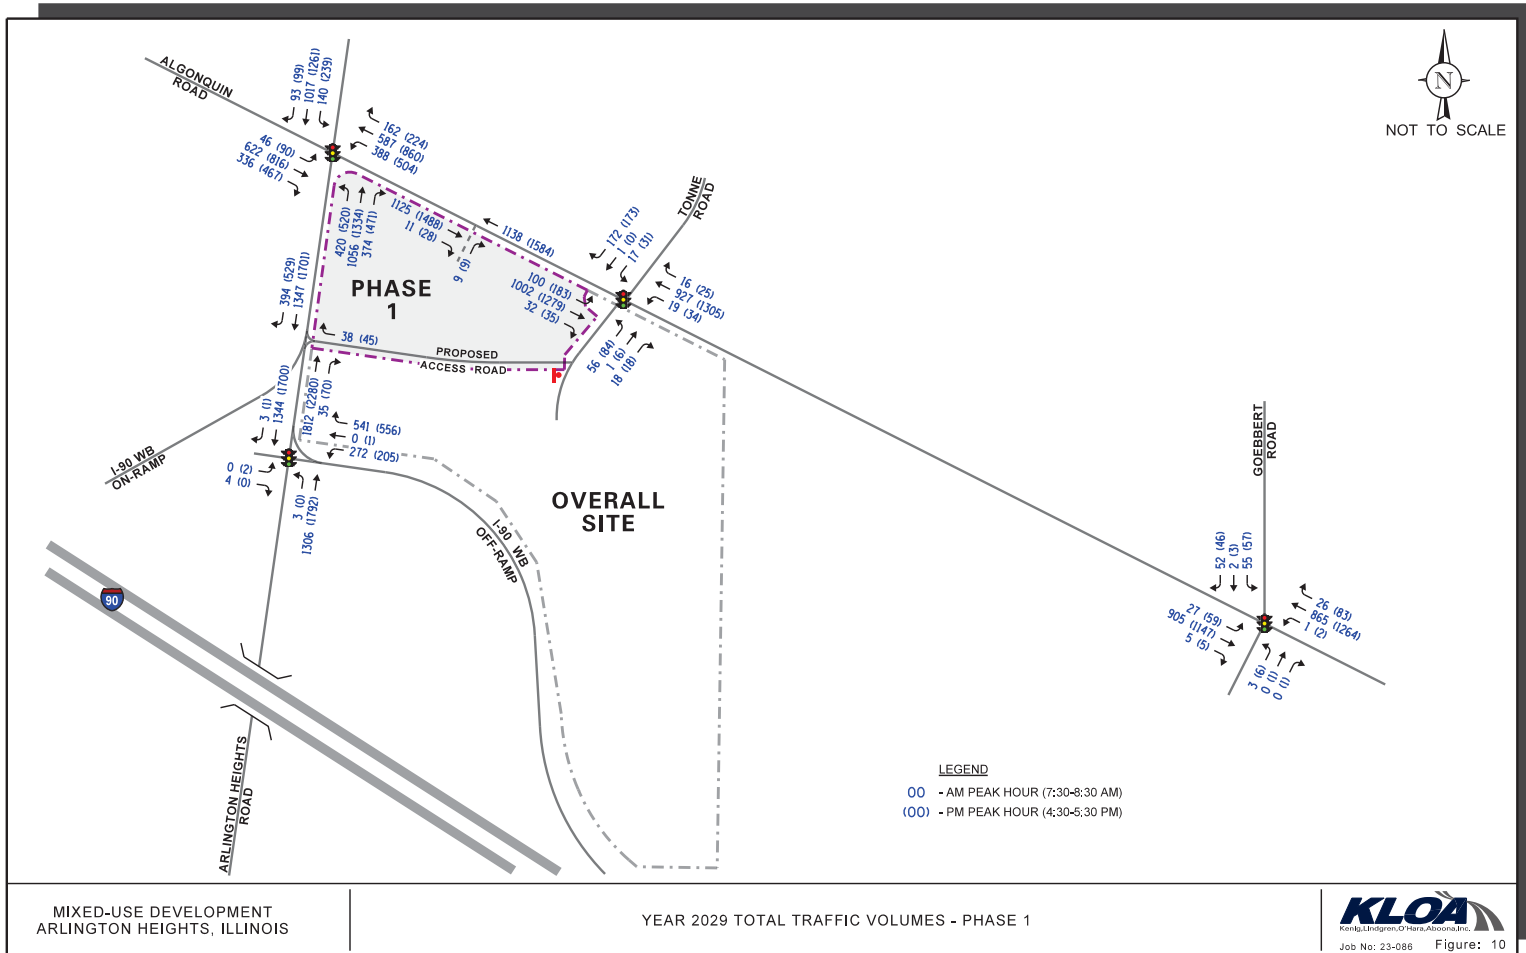 ALGONQUIN
ROAD
93 (99)
1017 (1261)
140 (239)
162 (224)
587 (860)
388 (504)
46 (90)
622 (816)
336 (467)
420 (520)
1056 (1334)
374 (471)
1125 (1488)
11 (28)
9 (9)
1138 (1584)
TONNE
ROAD
172 (173)
1 (0)
17 (31)
16 (25)
927 (1305)
19 (34)
100 (183)
1002 (1279)
32 (35)
56 (84)
1 (6)
18 (18)
N
NOT TO SCALE
394 (529)
1347 (1701)
PHASE
1
38 (45)
PROPOSED
ACCESS ROAD
3 (1)
1344 (1700)
1812 (2280)
35 (70)
541 (556)
0 (1)
272 (205)
I-90 WB
ON-RAMP
0 (2)
4 (0)
3 (0)
1306 (1792)
I-90 WB
OFF-RAMP
OVERALL
SITE
GOEBBERT
ROAD
52 (46)
2 (3)
55 (57)
26 (83)
865 (1264)
1 (2)
27 (59)
905 (1147)
5 (5)
3 (6)
0 (1)
0 (1)
90
ARLINGTON HEIGHTS
ROAD
LEGEND
00 - AM PEAK HOUR (7:30-8:30 AM)
(00) - PM PEAK HOUR (4:30-5:30 PM)
MIXED-USE DEVELOPMENT
ARLINGTON HEIGHTS, ILLINOIS
YEAR 2029 TOTAL TRAFFIC VOLUMES - PHASE 1
KLOA
Kenig,Lindgren,O'Hara,Aboona,Inc.
Job No: 23-086 Figure: 10